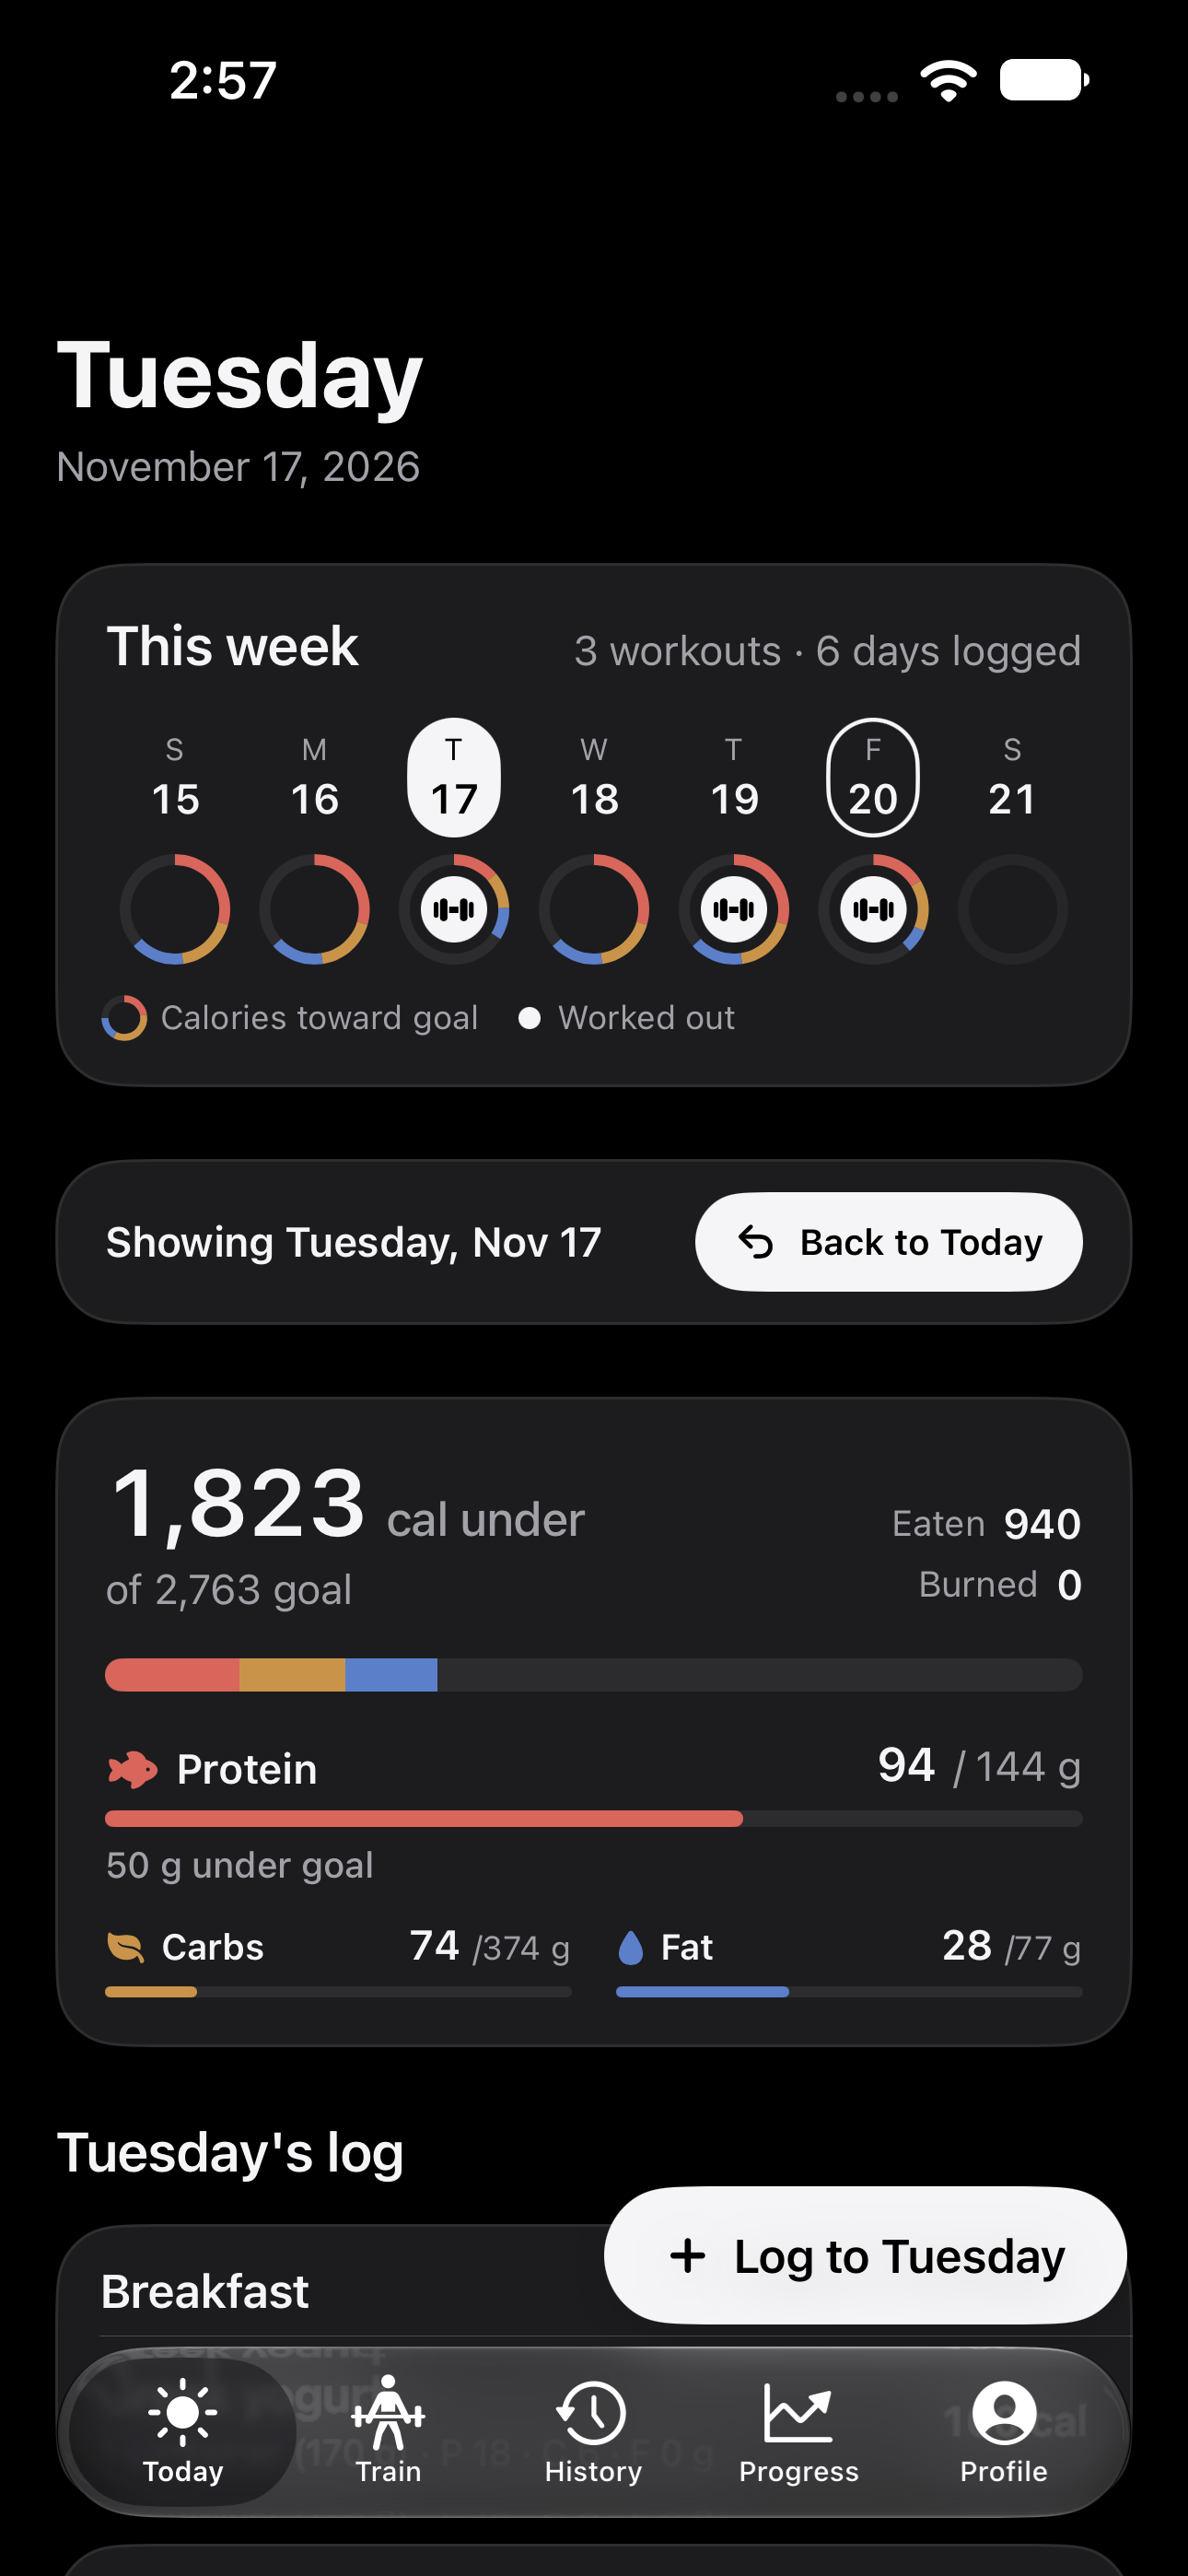 2:57
Tuesday
November 17, 2026
This week
3 workouts · 6 days logged
S M T W T F S
15 16 17 18 19 20 21
Calories toward goal
Worked out
Showing Tuesday, Nov 17
Back to Today
1,823 cal under
of 2,763 goal
Eaten 940
Burned 0
Protein
94 / 144 g
50 g under goal
Carbs
74 /374 g
Fat
28 /77 g
Tuesday's log
+ Log to Tuesday
Breakfast
Today
Train
History
Progress
Profile